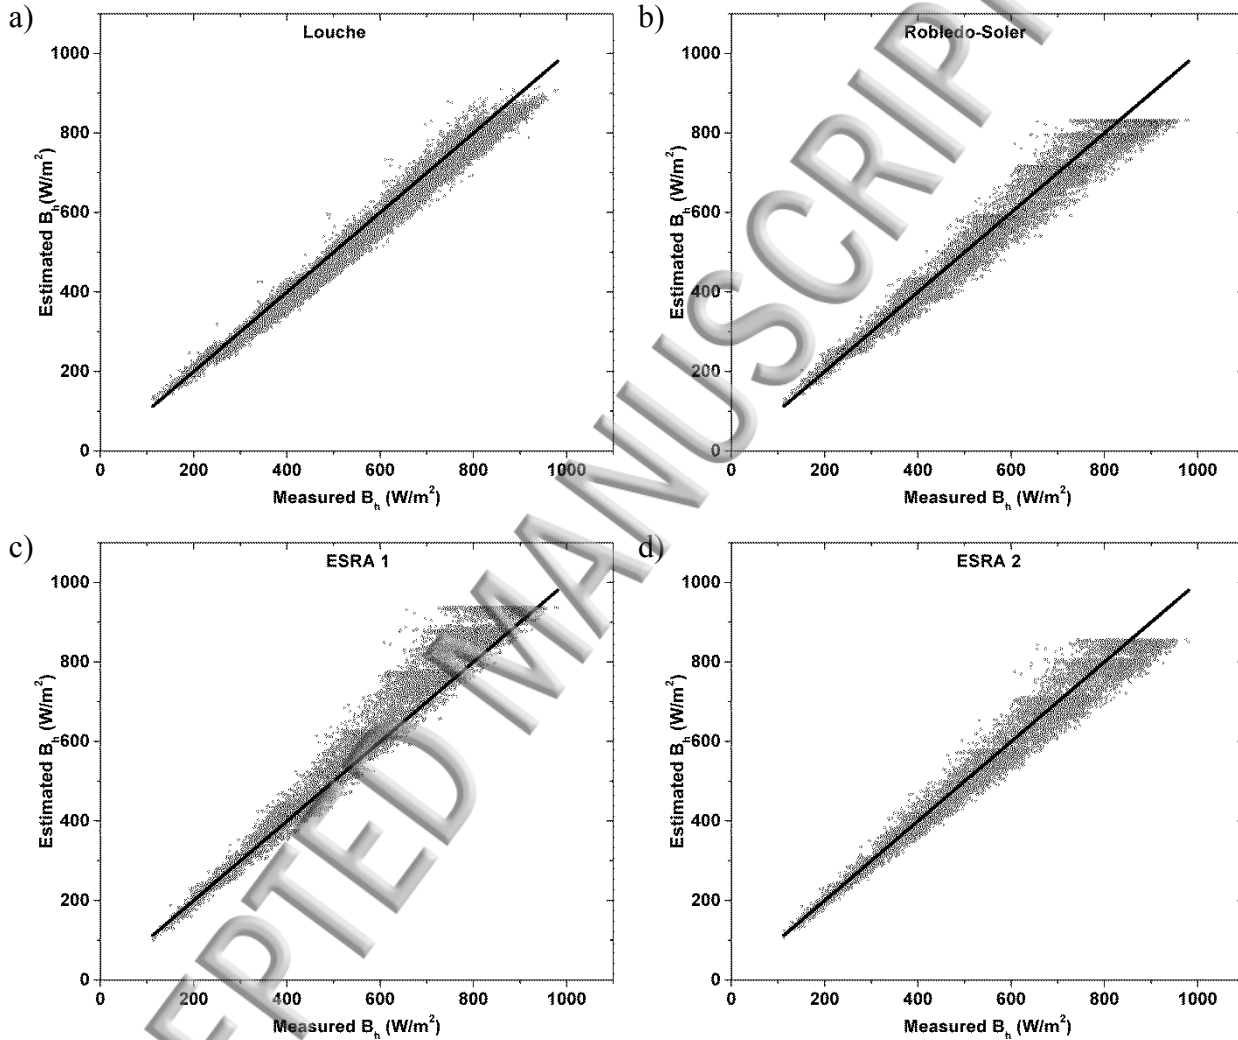 a)
Louche
1000
800
600
400
200
0
Estimated B_h (W/m²)
0 200 400 600 800 1000
Measured B_h (W/m²)
b)
Robledo-Soler
1000
800
600
400
200
0
Estimated B_h (W/m²)
0 200 400 600 800 1000
Measured B_h (W/m²)
c)
ESRA 1
1000
800
600
400
200
0
Estimated B_h (W/m²)
0 200 400 600 800 1000
Measured B_h (W/m²)
d)
ESRA 2
1000
800
600
400
200
0
Estimated B_h (W/m²)
0 200 400 600 800 1000
Measured B_h (W/m²)
EPTED MANUSCRIPT